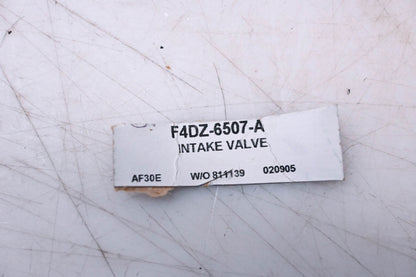 F4DZ-6507-A
INTAKE VALVE
AF30E W/O 811139 020905